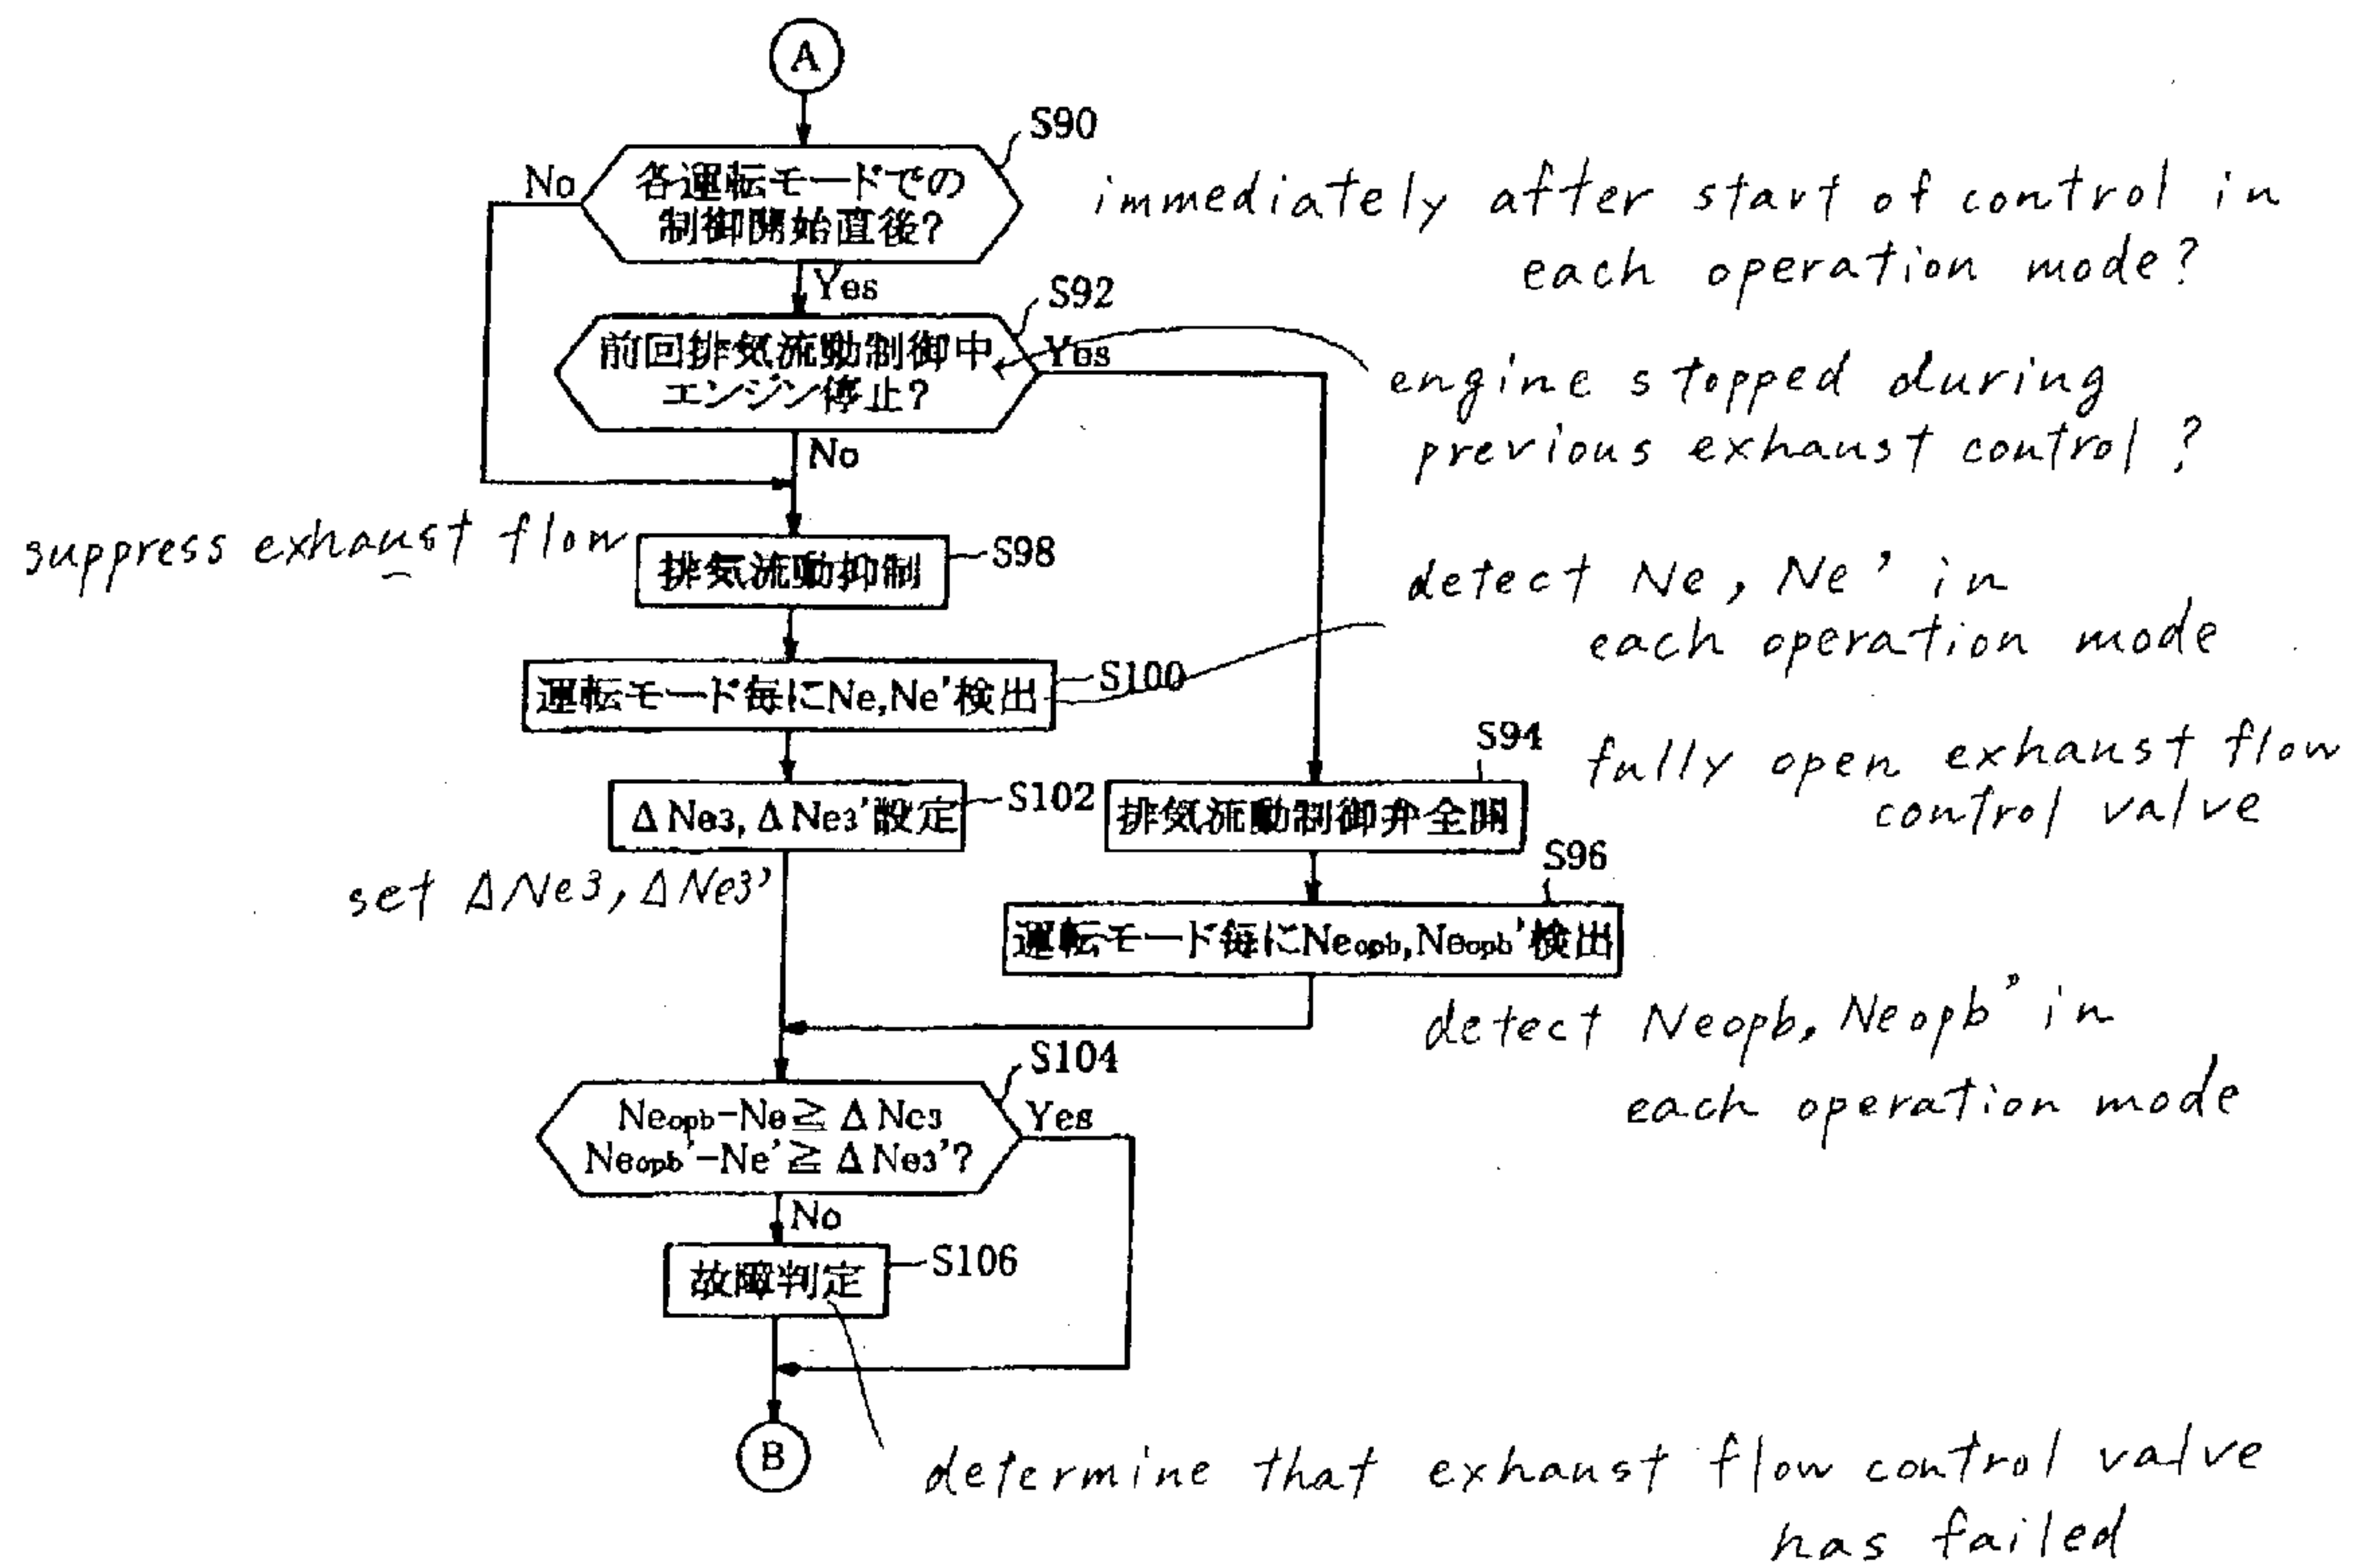 A
S90
No
各運転モードでの
制御開始直後?
immediately after start of control in
each operation mode?
Yes
S92
前回排気流動制御中
エンジン停止?
Yes
engine stopped during
previous exhaust control?
No
suppress exhaust flow
排気流動抑制
S98
detect Ne, Ne' in
each operation mode
運転モード毎にNe,Ne'検出
S100
S94
fully open exhaust flow
control valve
ΔNe3,ΔNe3'設定
S102
排気流動制御弁全開
S96
set ΔNe3, ΔNe3'
運転モード毎にNeopb,Neopb'検出
detect Neopb, Neopb' in
each operation mode
S104
Neopb-Ne≧ΔNe3
Neopb'-Ne'≧ΔNe3'?
Yes
No
故障判定
S106
B
determine that exhaust flow control valve
has failed